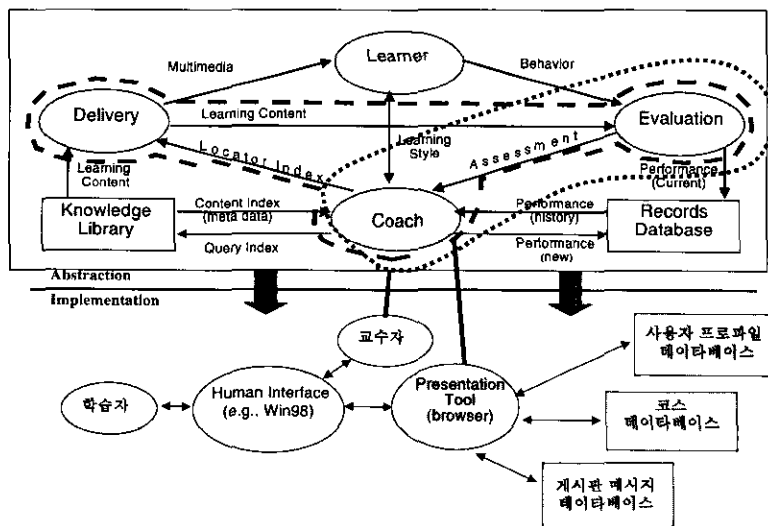 Learner
Multimedia
Behavior
Delivery
Learning Content
Evaluation
Learning
Style
Assessment
Locator Index
Learning
Content
Performance
(Current)
Knowledge
Library
Content Index
(meta data)
Coach
Performance
(history)
Records
Database
Query Index
Performance
(new)
Abstraction
Implementation
교수자
사용자 프로파일
데이타베이스
학습자
Human Interface
(e.g., Win98)
Presentation
Tool
(browser)
코스
데이타베이스
게시판 메시지
데이타베이스